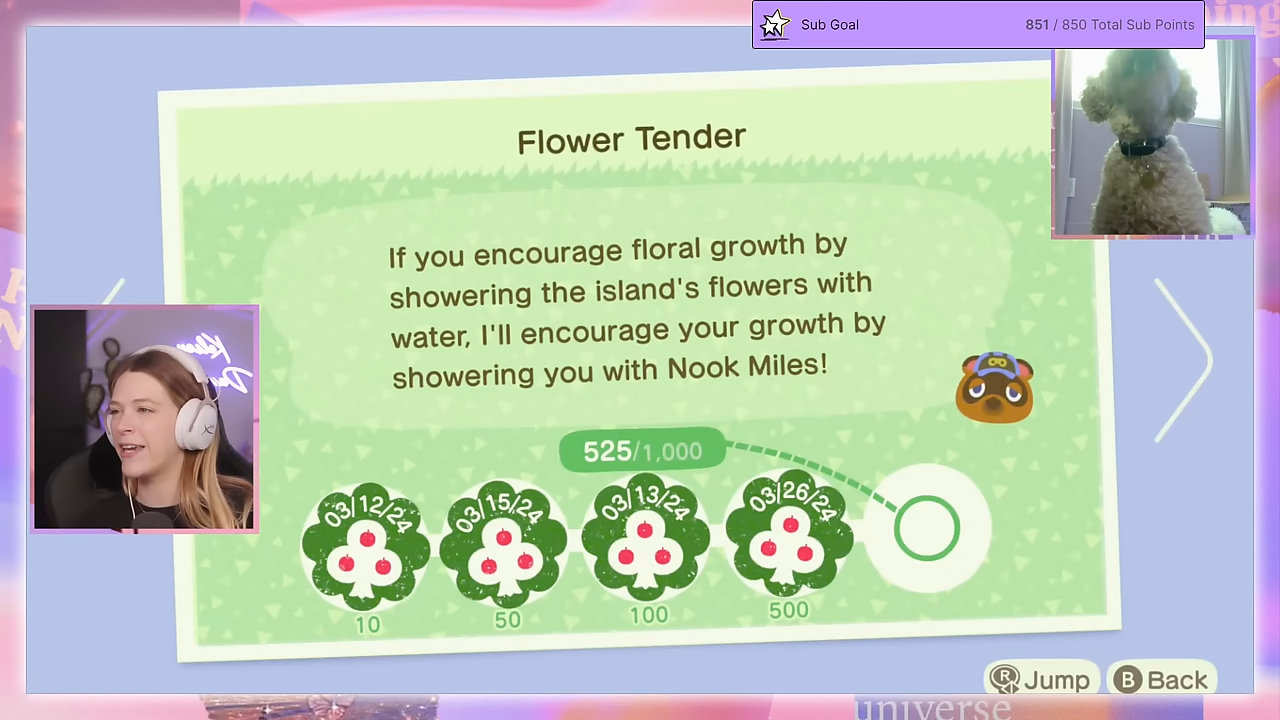 Sub Goal
851 / 850 Total Sub Points
Flower Tender
If you encourage floral growth by
showering the island's flowers with
water, I'll encourage your growth by
showering you with Nook Miles!
525/1,000
03/12/24
03/15/24
03/13/24
03/26/24
10
50
100
500
R Jump
B Back
universe